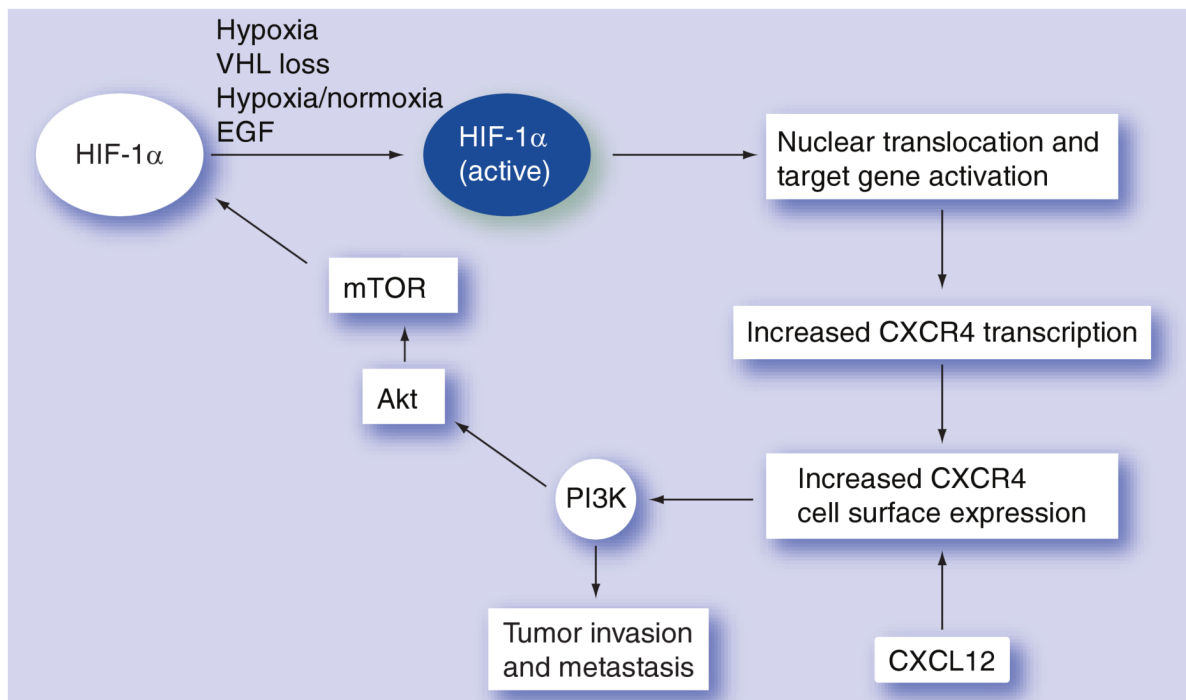 Hypoxia
VHL loss
Hypoxia/normoxia
EGF
HIF-1α
HIF-1α
(active)
Nuclear translocation and
target gene activation
mTOR
Increased CXCR4 transcription
Akt
Increased CXCR4
cell surface expression
PI3K
Tumor invasion
and metastasis
CXCL12